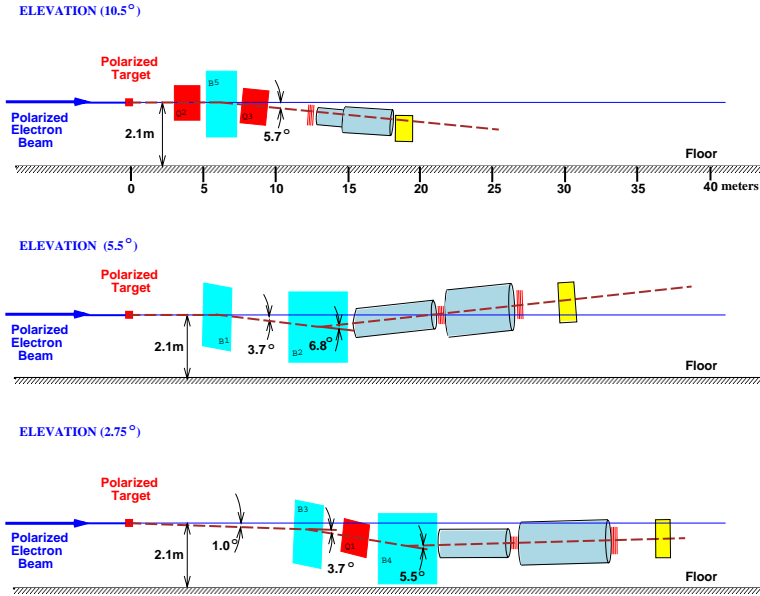 ELEVATION (10.5°)
Polarized
Target
B5
Q2
Q3
Polarized
Electron
Beam
2.1m
5.7°
Floor
0 5 10 15 20 25 30 35 40 meters
ELEVATION (5.5°)
Polarized
Target
Polarized
Electron
Beam
2.1m
B1
3.7°
B2
6.8°
Floor
ELEVATION (2.75°)
Polarized
Target
B3
Polarized
Electron
Beam
2.1m
1.0°
Q1
3.7°
B4
5.5°
Floor